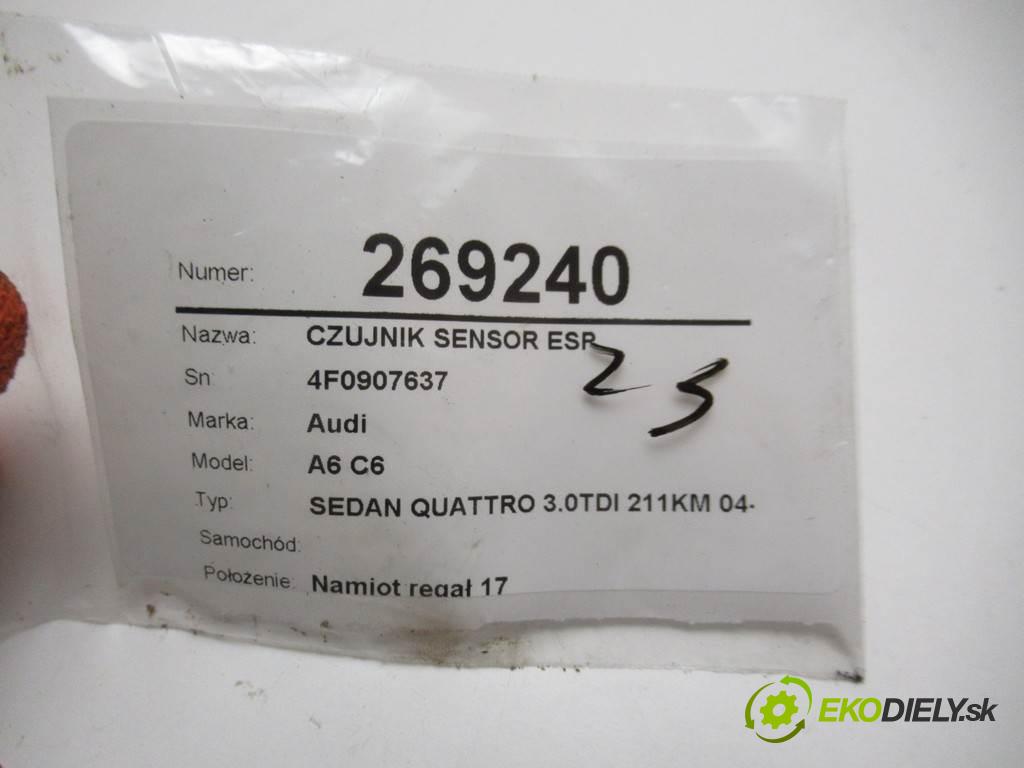 Numer: 269240
Nazwa: CZUJNIK SENSOR ESP
Sn: 4F0907637
Marka: Audi
Model: A6 C6
Typ: SEDAN QUATTRO 3.0TDI 211KM 04-
Samochód:
Położenie: Namiot regał 17
EKODIELY.sk